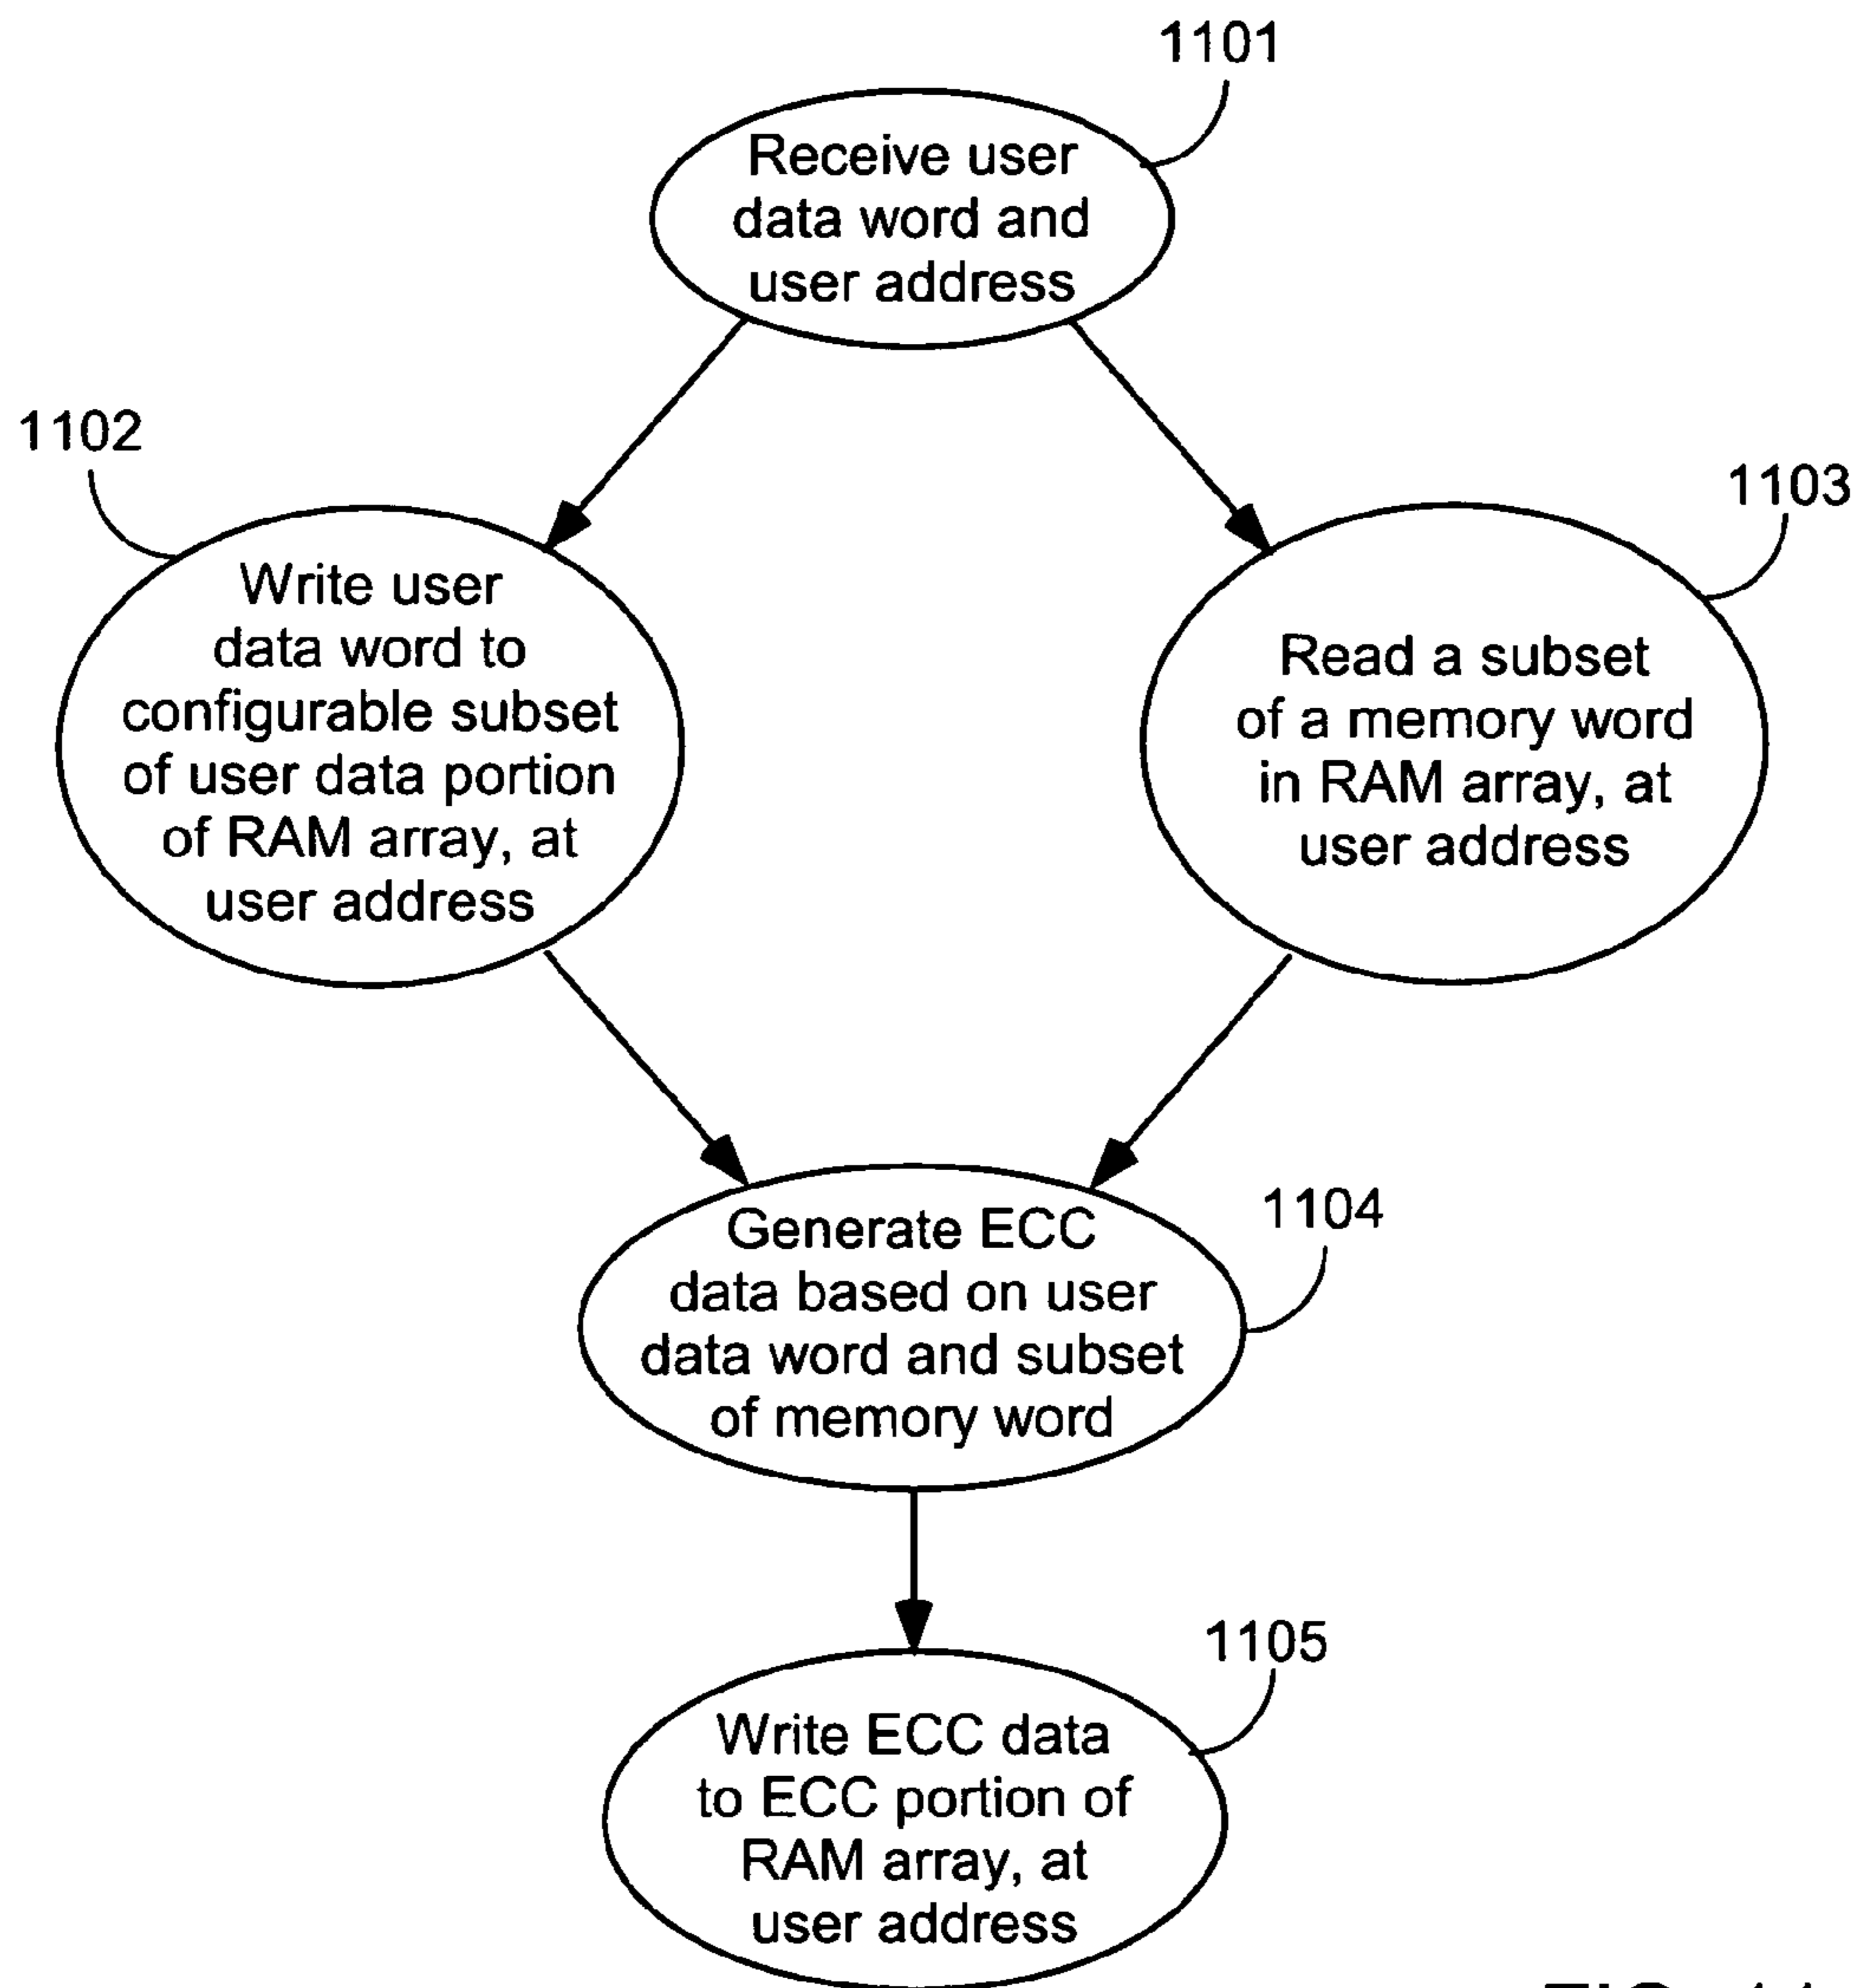 1101
Receive user
data word and
user address
1102
Write user
data word to
configurable subset
of user data portion
of RAM array, at
user address
1103
Read a subset
of a memory word
in RAM array, at
user address
1104
Generate ECC
data based on user
data word and subset
of memory word
1105
Write ECC data
to ECC portion of
RAM array, at
user address